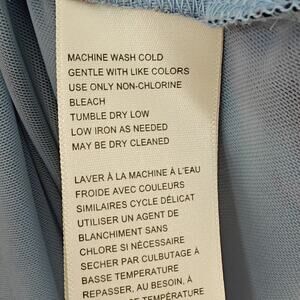 MACHINE WASH COLD
GENTLE WITH LIKE COLORS
USE ONLY NON-CHLORINE
BLEACH
TUMBLE DRY LOW
LOW IRON AS NEEDED
MAY BE DRY CLEANED
LAVER À LA MACHINE À L'EAU
FROIDE AVEC COULEURS
SIMILAIRES CYCLE DÉLICAT
UTILISER UN AGENT DE
BLANCHIMENT SANS
CHLORE SI NÉCESSAIRE
SECHER PAR CULBUTAGE À
BASSE TEMPERATURE
REPASSER, AU BESOIN, À
TEMPÉRATURE